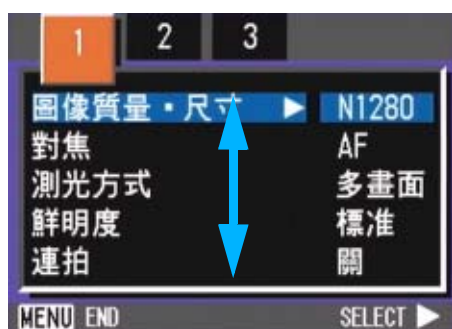 1 2 3
圖像質量・尺寸 ▶ N1280
對焦 AF
測光方式 多畫面
鮮明度 標准
連拍 關
MENU END SELECT ▶